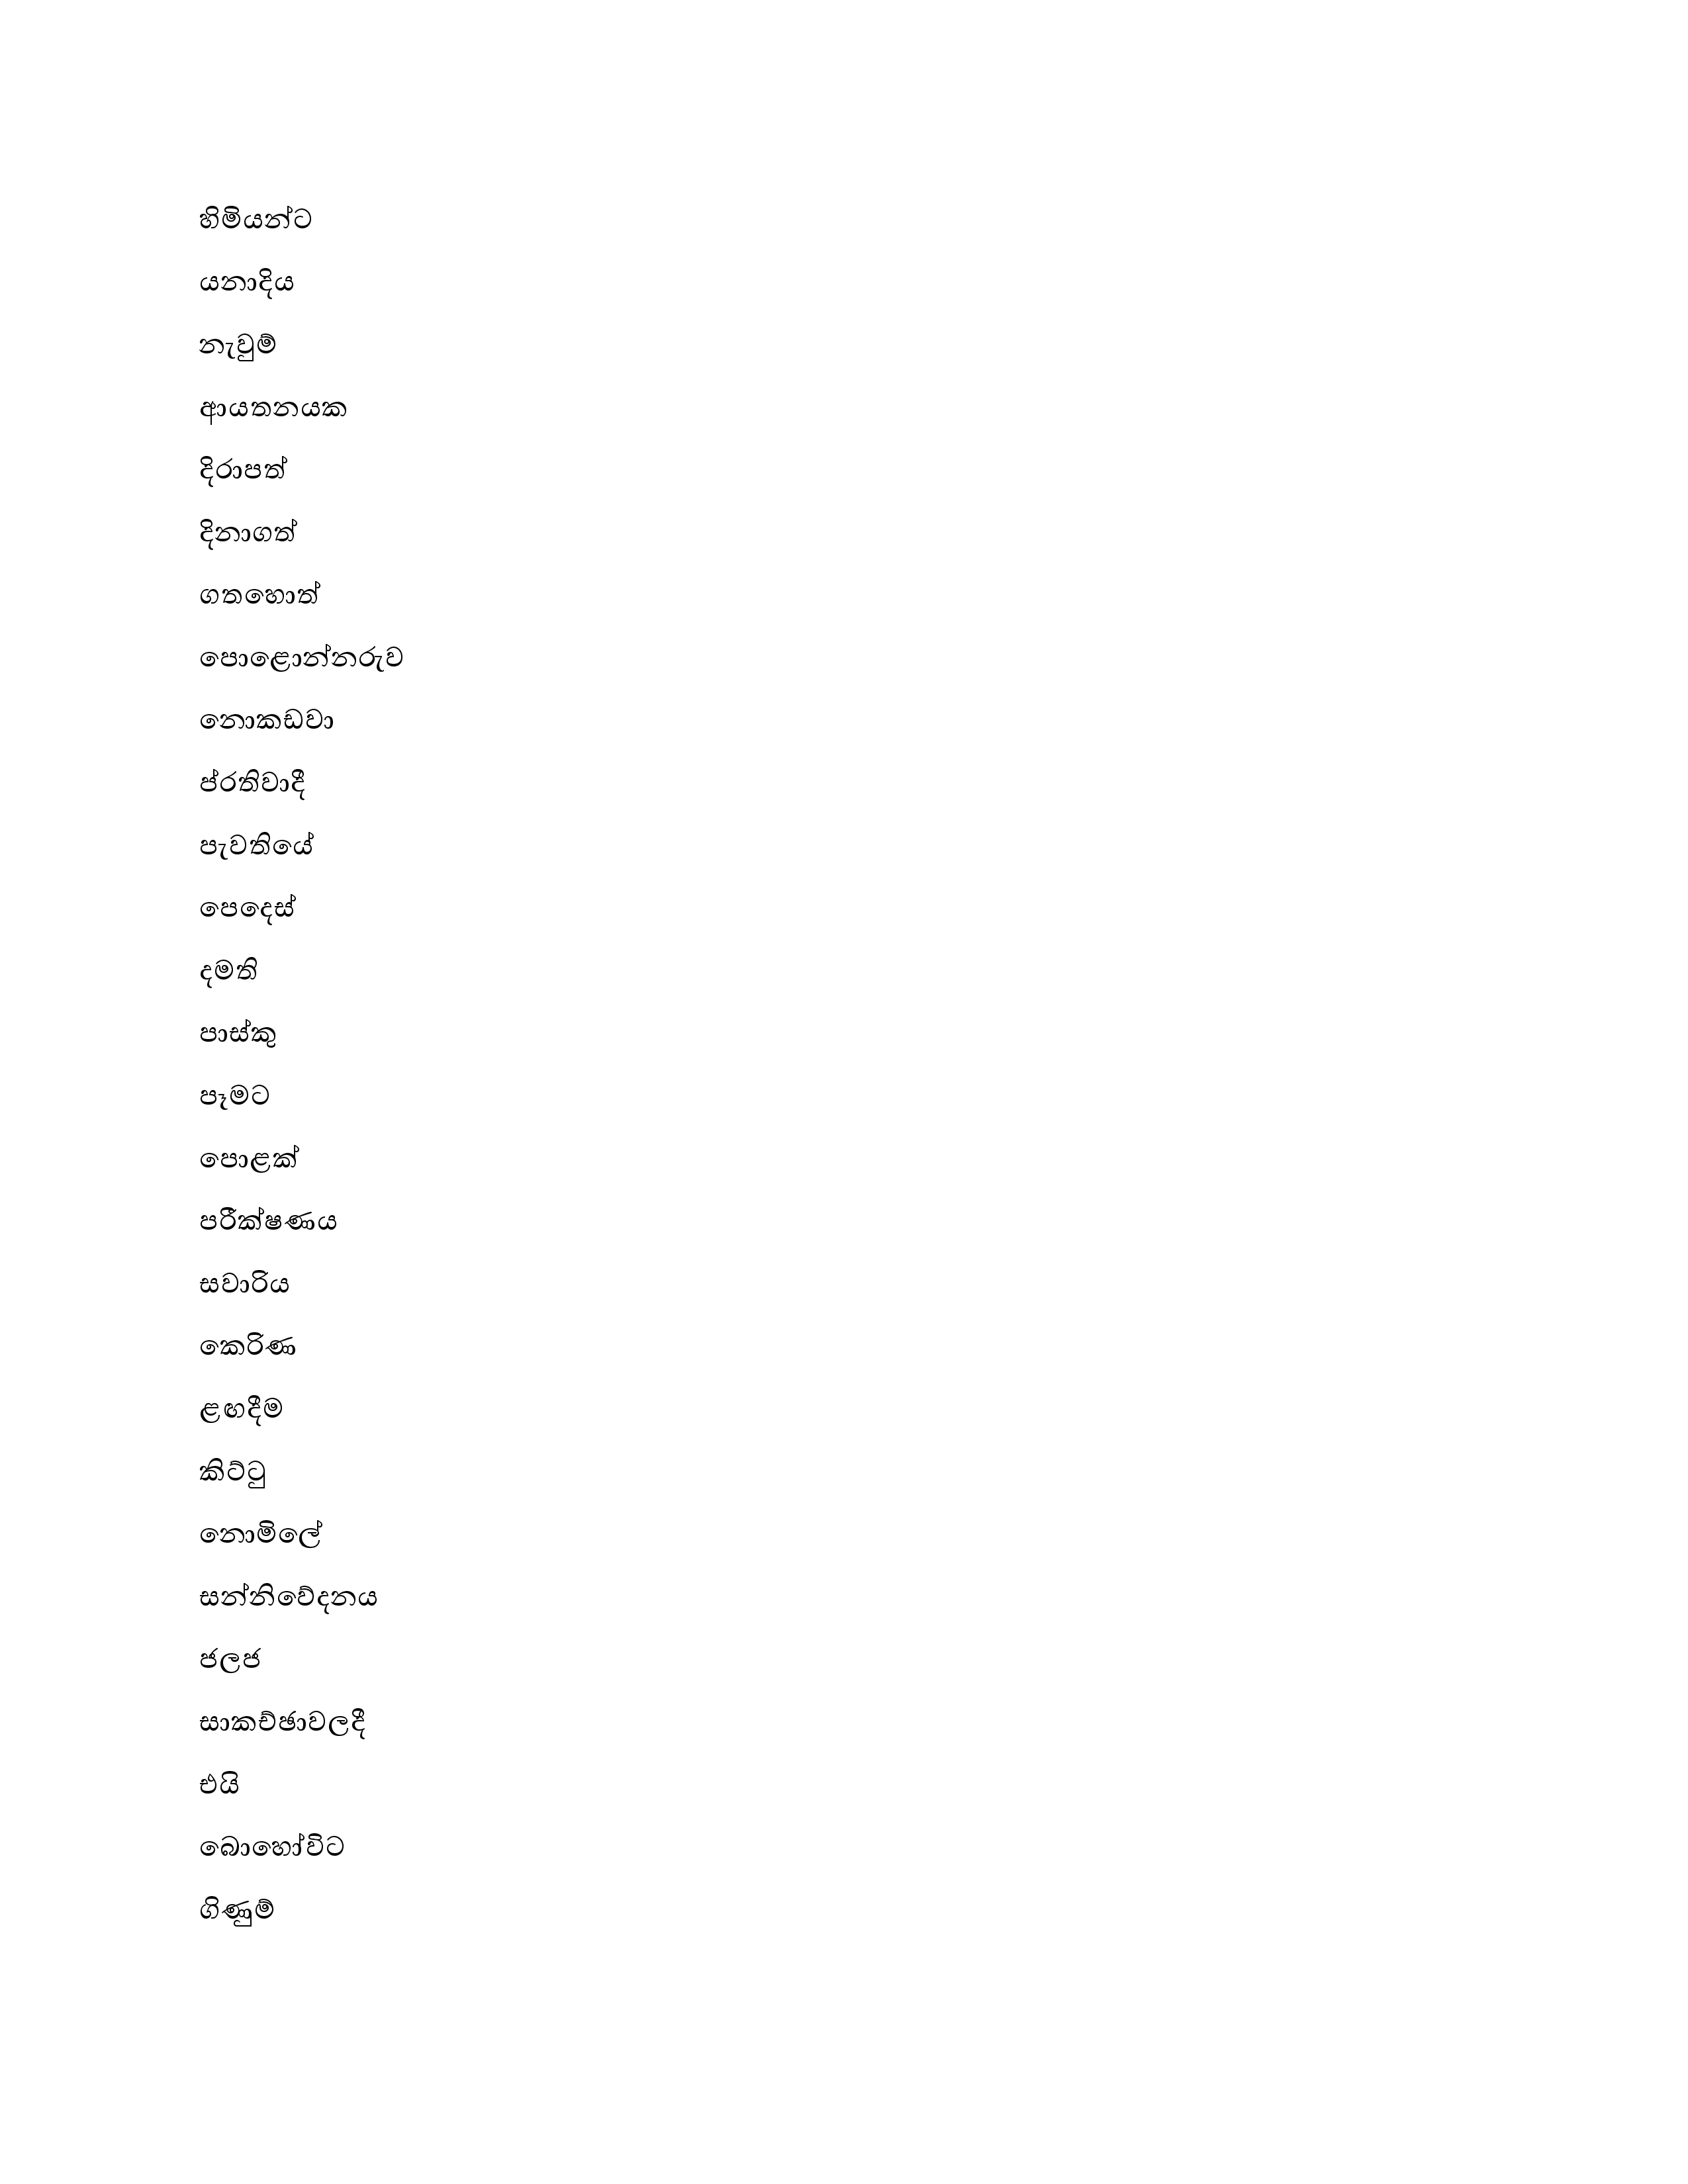 හිමියන්ට
යනාදිය
නැවුම්
ආයතනයක
දිරාපත්
දිනාගත්
ගතහොත්
පොළොන්නරුව
නොකඩවා
ප්රතිවාදී
පැවතියේ
පෙදෙස්
දමති
පාස්කු
පෑමට
පොළක්
පරීක්ෂණය
සවාරිය
කෙරිණ
ළඟදීම
කිට්ටු
නොමිලේ
සන්නිවේදනය
ජලජ
සාකච්ඡාවලදී
එයි
බොහෝවිට
ගිණුම්